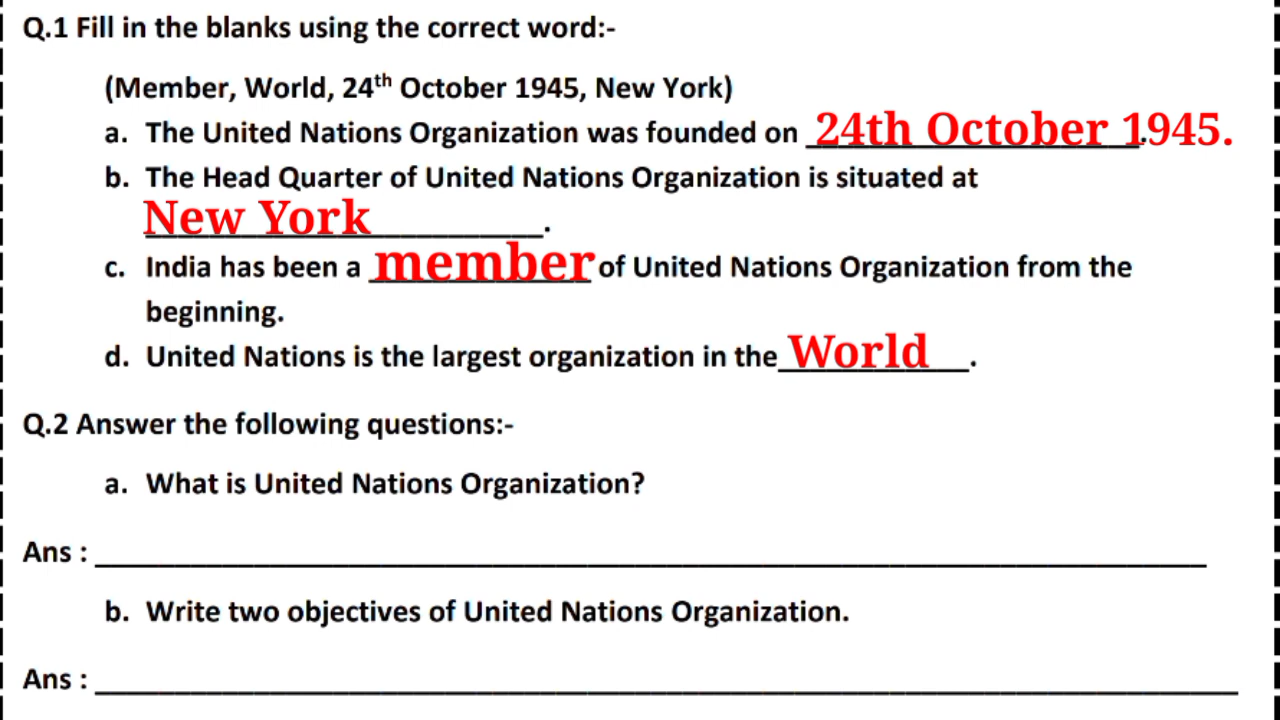 Q.1 Fill in the blanks using the correct word:-
(Member, World, 24th October 1945, New York)
a. The United Nations Organization was founded on 24th October 1945.
b. The Head Quarter of United Nations Organization is situated at
New York.
c. India has been a member of United Nations Organization from the
beginning.
d. United Nations is the largest organization in the World.
Q.2 Answer the following questions:-
a. What is United Nations Organization?
Ans : ____________________
b. Write two objectives of United Nations Organization.
Ans : ____________________